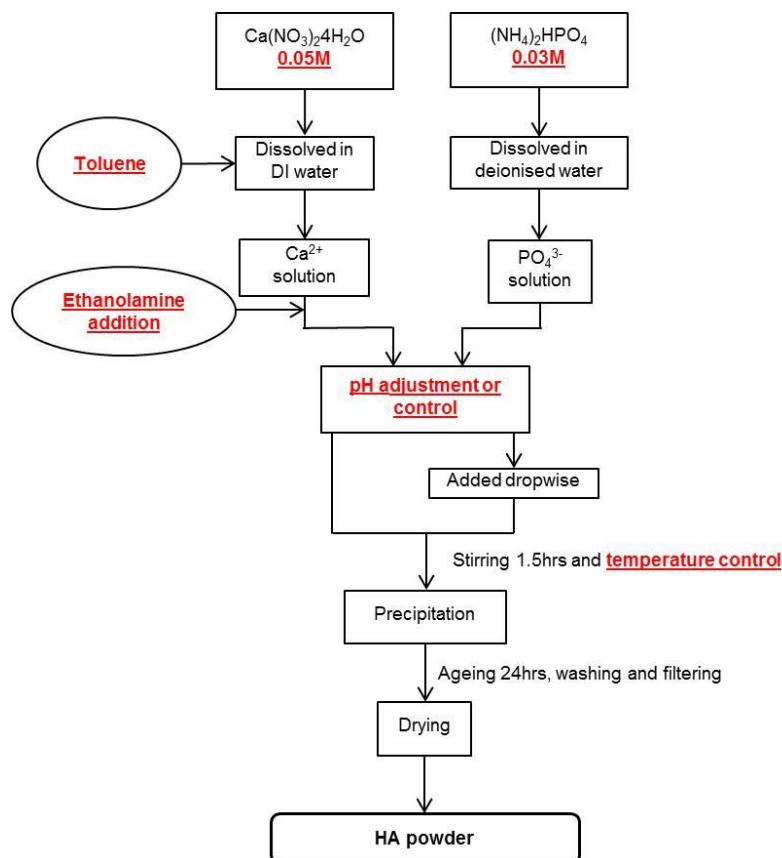 Ca(NO₃)₂4H₂O
0.05M
(NH₄)₂HPO₄
0.03M
Toluene
Dissolved in
DI water
Dissolved in
deionised water
Ca²⁺
solution
PO₄³⁻
solution
Ethanolamine
addition
pH adjustment or
control
Added dropwise
Stirring 1.5hrs and temperature control
Precipitation
Ageing 24hrs, washing and filtering
Drying
HA powder